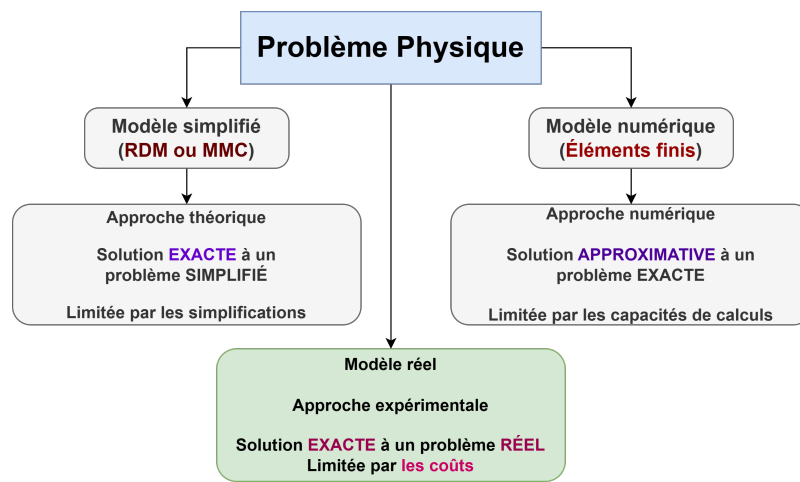 Problème Physique
Modèle simplifié
(RDM ou MMC)
Modèle numérique
(Éléments finis)
Approche théorique
Solution EXACTE à un
problème SIMPLIFIÉ
Limitée par les simplifications
Approche numérique
Solution APPROXIMATIVE à un
problème EXACTE
Limitée par les capacités de calculs
Modèle réel
Approche expérimentale
Solution EXACTE à un problème RÉEL
Limitée par les coûts